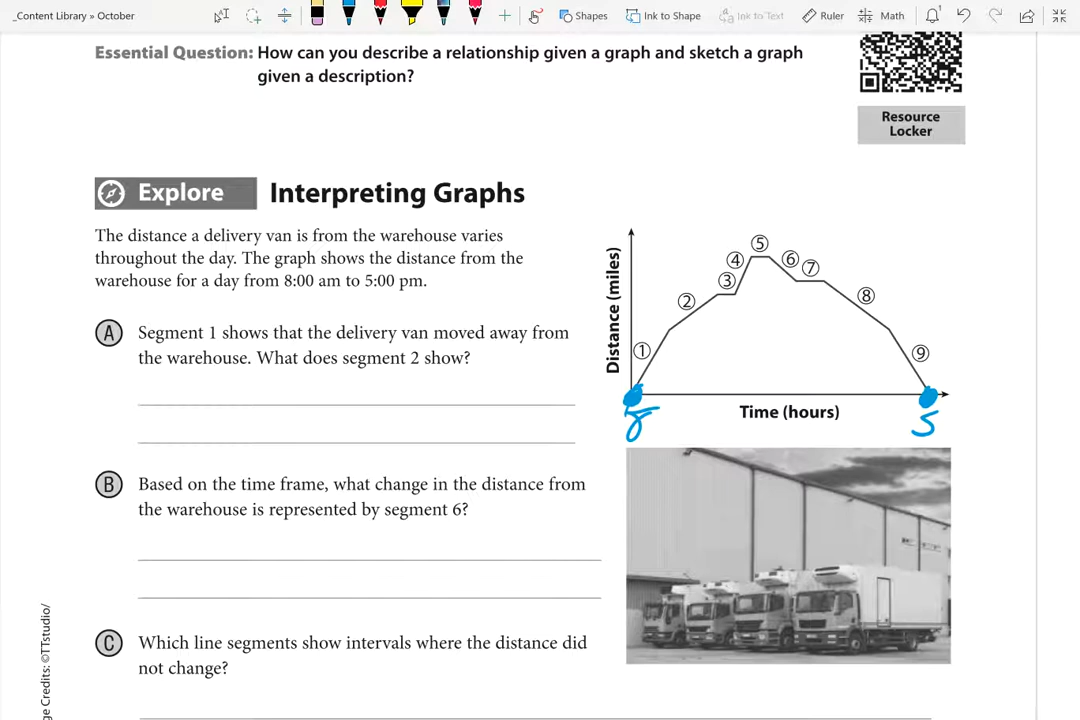 _Content Library » October
Shapes
Ink to Shape
Ink to Text
Ruler
Math
Essential Question: How can you describe a relationship given a graph and sketch a graph
given a description?
Resource
Locker
Explore Interpreting Graphs
The distance a delivery van is from the warehouse varies
throughout the day. The graph shows the distance from the
warehouse for a day from 8:00 am to 5:00 pm.
A Segment 1 shows that the delivery van moved away from
the warehouse. What does segment 2 show?
B Based on the time frame, what change in the distance from
the warehouse is represented by segment 6?
C Which line segments show intervals where the distance did
not change?
Distance (miles)
① ② ③ ④ ⑤ ⑥ ⑦ ⑧ ⑨
8 5
Time (hours)
ge Credits: ©TTstudio/